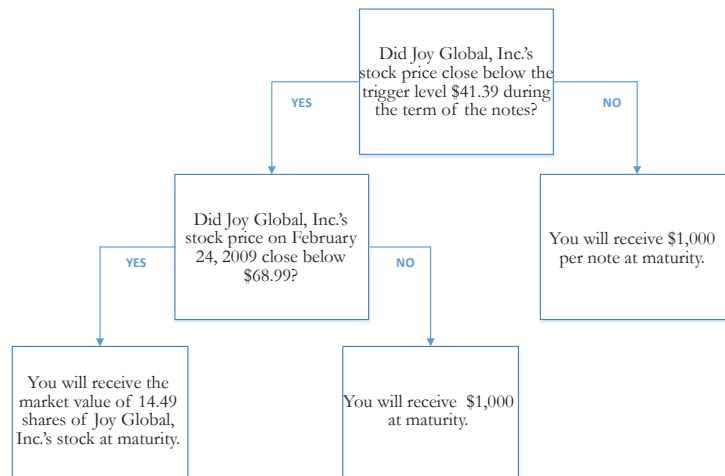 Did Joy Global, Inc.'s
stock price close below the
trigger level $41.39 during
the term of the notes?
YES
NO
Did Joy Global, Inc.'s
stock price on February
24, 2009 close below
$68.99?
You will receive $1,000
per note at maturity.
YES
NO
You will receive the
market value of 14.49
shares of Joy Global,
Inc.'s stock at maturity.
You will receive $1,000
at maturity.